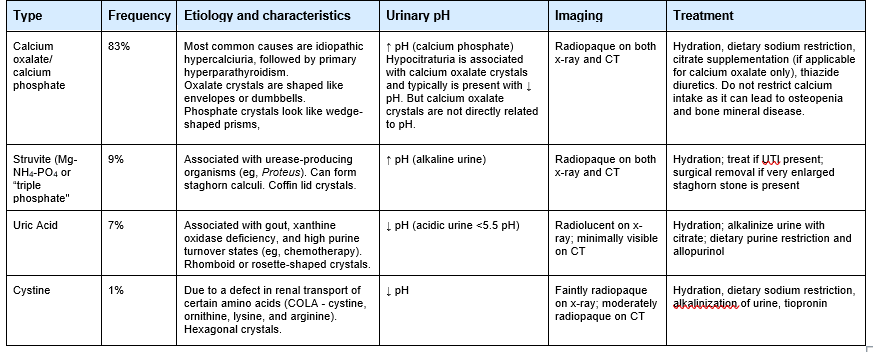 Type Frequency Etiology and characteristics Urinary pH Imaging Treatment
Calcium
oxalate/
calcium
phosphate
83%
Most common causes are idiopathic
hypercalciuria, followed by primary
hyperparathyroidism.
Oxalate crystals are shaped like
envelopes or dumbbells.
Phosphate crystals look like wedge-
shaped prisms,
↑ pH (calcium phosphate)
Hypocitraturia is associated
with calcium oxalate crystals
and typically is present with ↓
pH. But calcium oxalate
crystals are not directly related
to pH.
Radiopaque on both
x-ray and CT
Hydration, dietary sodium restriction,
citrate supplementation (if applicable
for calcium oxalate only), thiazide
diuretics. Do not restrict calcium
intake as it can lead to osteopenia
and bone mineral disease.
Struvite (Mg-
NH₄-PO₄ or
“triple
phosphate"
9%
Associated with urease-producing
organisms (eg, Proteus). Can form
staghorn calculi. Coffin lid crystals.
↑ pH (alkaline urine)
Radiopaque on both
x-ray and CT
Hydration; treat if UTI present;
surgical removal if very enlarged
staghorn stone is present
Uric Acid
7%
Associated with gout, xanthine
oxidase deficiency, and high purine
turnover states (eg, chemotherapy).
Rhomboid or rosette-shaped crystals.
↓ pH (acidic urine <5.5 pH)
Radiolucent on x-
ray; minimally visible
on CT
Hydration; alkalinize urine with
citrate; dietary purine restriction and
allopurinol
Cystine
1%
Due to a defect in renal transport of
certain amino acids (COLA - cystine,
ornithine, lysine, and arginine).
Hexagonal crystals.
↓ pH
Faintly radiopaque
on x-ray; moderately
radiopaque on CT
Hydration, dietary sodium restriction,
alkalinization of urine, tiopronin